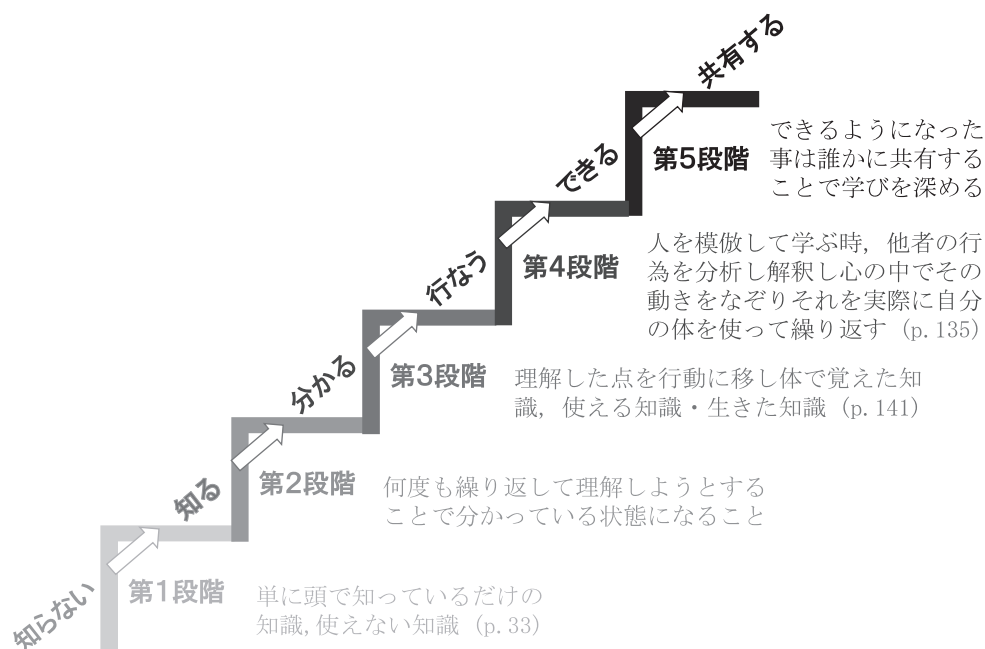 共有する
第5段階
できるようになった
事は誰かに共有する
ことで学びを深める
できる
第4段階
人を模倣して学ぶ時，他者の行
為を分析し解釈し心の中でその
動きをなぞりそれを実際に自分
の体を使って繰り返す（p.135）
行なう
第3段階
理解した点を行動に移し体で覚えた知
識，使える知識・生きた知識（p.141）
分かる
第2段階
何度も繰り返して理解しようとする
ことで分かっている状態になること
知る
第1段階
単に頭で知っているだけの
知識,使えない知識（p.33）
知らない